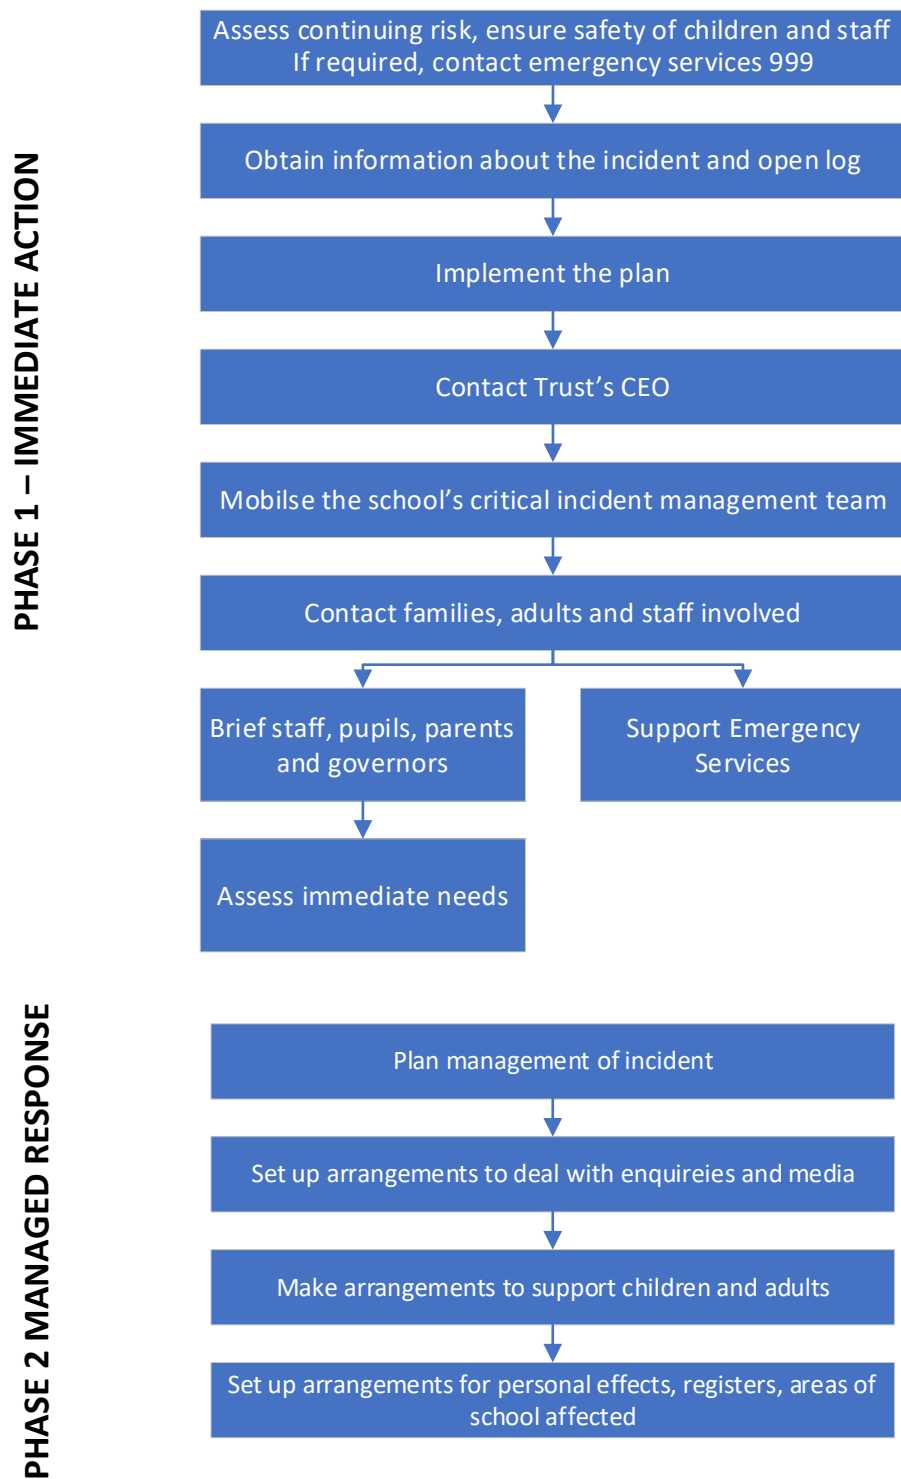 PHASE 1 – IMMEDIATE ACTION
Assess continuing risk, ensure safety of children and staff
If required, contact emergency services 999
Obtain information about the incident and open log
Implement the plan
Contact Trust’s CEO
Mobilse the school’s critical incident management team
Contact families, adults and staff involved
Brief staff, pupils, parents
and governors
Support Emergency
Services
Assess immediate needs
PHASE 2 MANAGED RESPONSE
Plan management of incident
Set up arrangements to deal with enquireies and media
Make arrangements to support children and adults
Set up arrangements for personal effects, registers, areas of
school affected